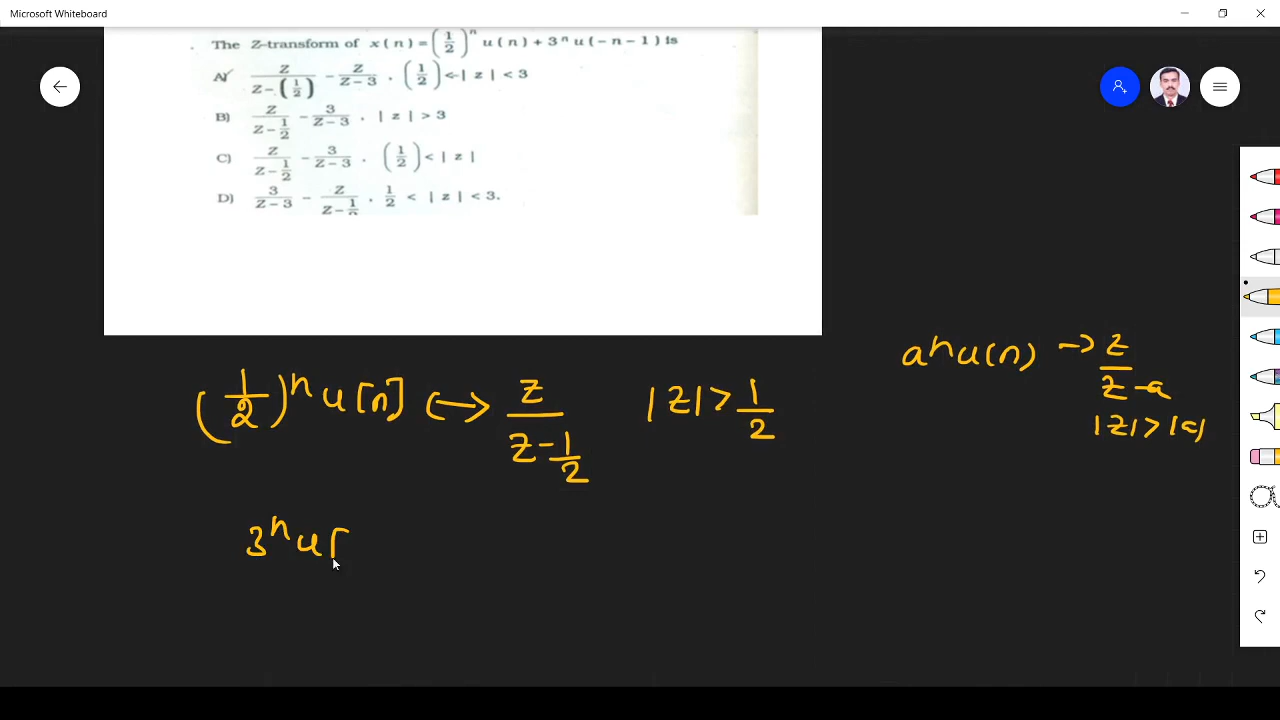 Microsoft Whiteboard
The Z-transform of x(n) = (1/2)^n u(n) + 3^n u(-n-1) is
A) z/(z-(1/2)) - z/(z-3) . (1/2) < |z| < 3
B) z/(z-1/2) - 3/(z-3) . |z| > 3
C) z/(z-1/2) - 3/(z-3) . (1/2) < |z|
D) 3/(z-3) - z/(z-1/2) . 1/2 < |z| < 3.
a^n u(n) → z/(z-a)
|z| > |a|
(1/2)^n u[n] ↔ z/(z-1/2) |z| > 1/2
3^n u[